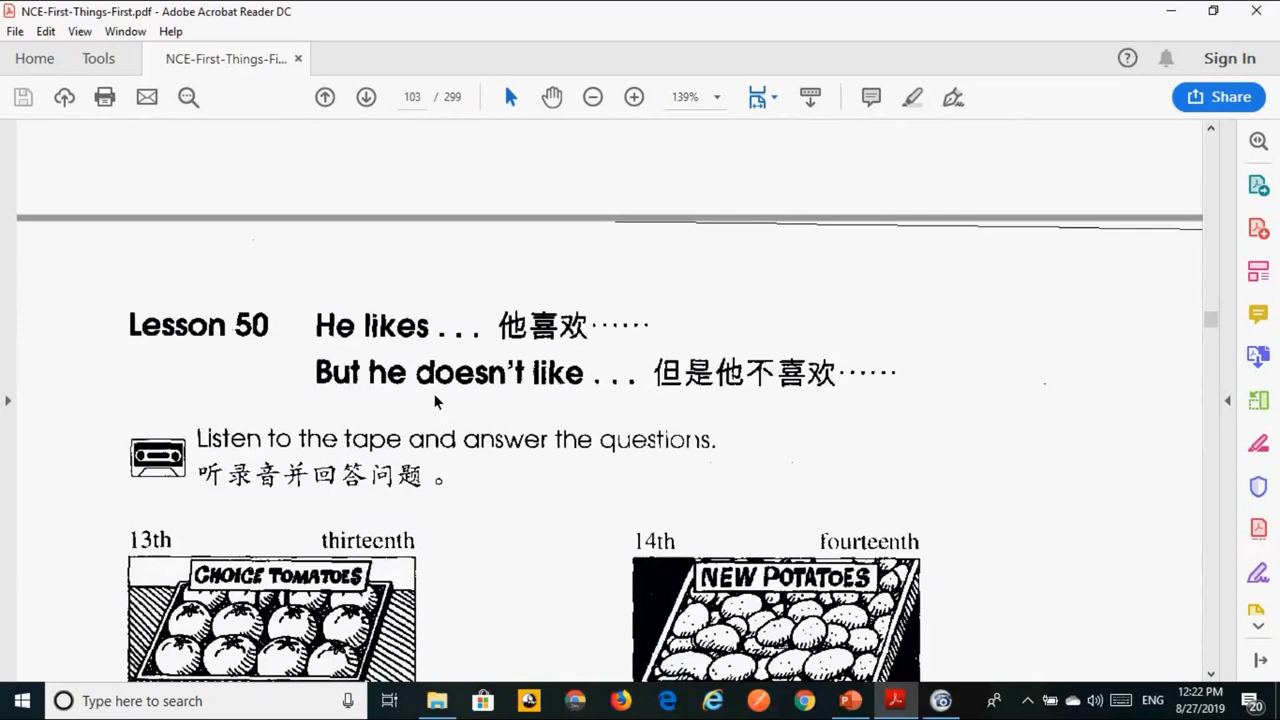 NCE-First-Things-First.pdf - Adobe Acrobat Reader DC
File Edit View Window Help
Home Tools NCE-First-Things-Fi... Sign In
103 / 299 139% Share
Lesson 50 He likes . . . 他喜欢······
But he doesn't like . . . 但是他不喜欢······
Listen to the tape and answer the questions.
听录音并回答问题。
13th thirteenth 14th fourteenth
CHOICE TOMATOES NEW POTATOES
Type here to search ENG 12:22 PM
8/27/2019 20